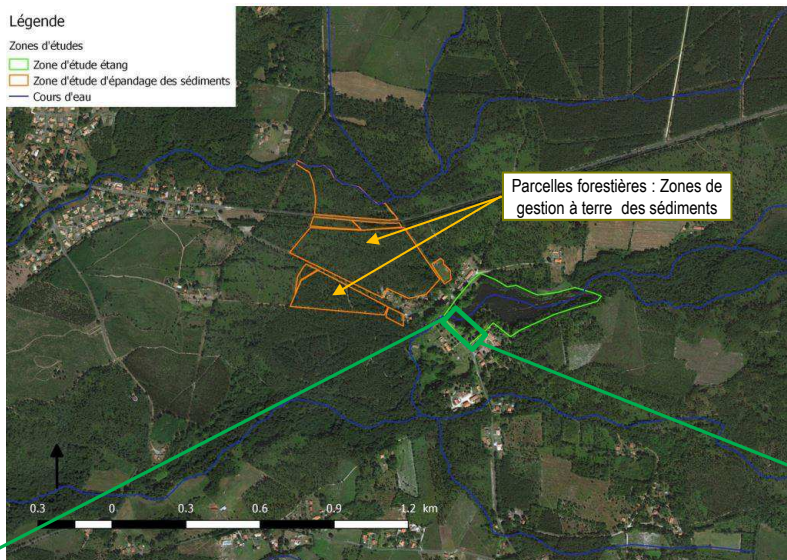 Légende
Zones d'études
Zone d'étude étang
Zone d'étude d'épandage des sédiments
Cours d'eau
Parcelles forestières : Zones de
gestion à terre des sédiments
0.3 0 0.3 0.6 0.9 1.2 km